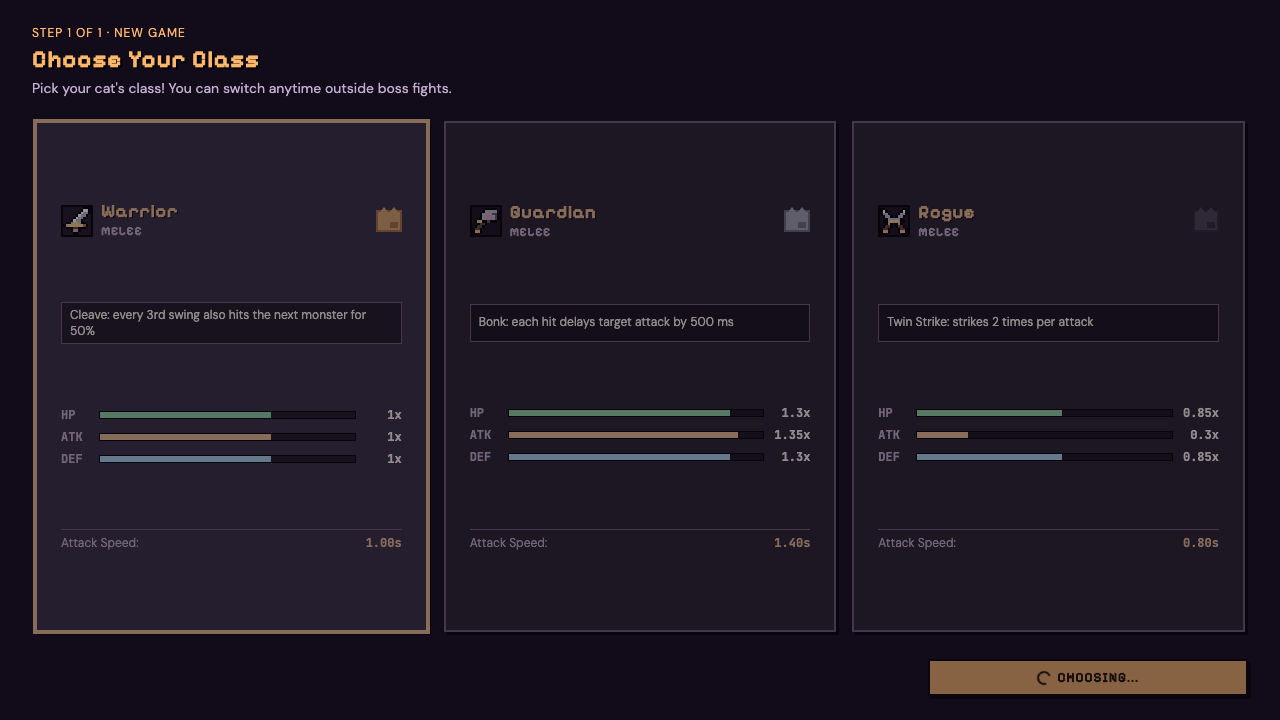 STEP 1 OF 1 · NEW GAME
Choose Your Class
Pick your cat's class! You can switch anytime outside boss fights.
Warrior
MELEE
Cleave: every 3rd swing also hits the next monster for
50%
HP 1x
ATK 1x
DEF 1x
Attack Speed: 1.00s
Guardian
MELEE
Bonk: each hit delays target attack by 500 ms
HP 1.3x
ATK 1.35x
DEF 1.3x
Attack Speed: 1.40s
Rogue
MELEE
Twin Strike: strikes 2 times per attack
HP 0.85x
ATK 0.3x
DEF 0.85x
Attack Speed: 0.80s
CHOOSING...